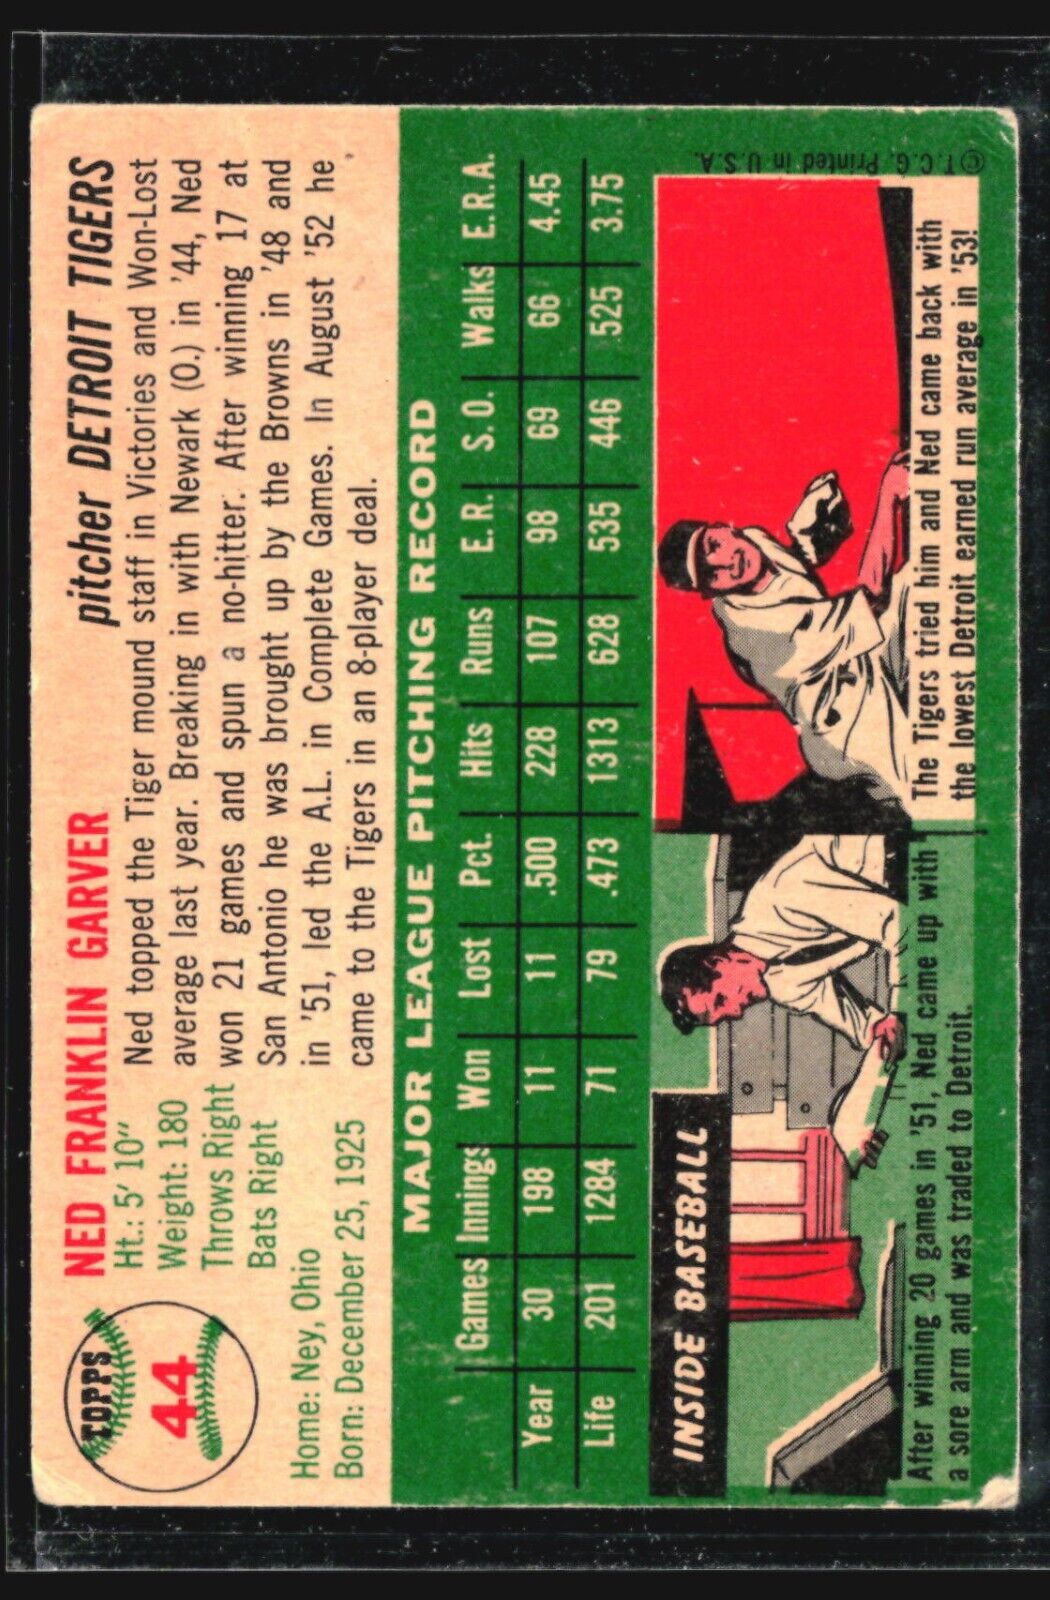 TOPPS
44
NED FRANKLIN GARVER
pitcher DETROIT TIGERS
Ht.: 5' 10"
Weight: 180
Throws Right
Bats Right
Home: Ney, Ohio
Born: December 25, 1925
Ned topped the Tiger mound staff in Victories and Won-Lost
average last year. Breaking in with Newark (O.) in '44, Ned
won 21 games and spun a no-hitter. After winning 17 at
San Antonio he was brought up by the Browns in '48 and
in '51, led the A.L. in Complete Games. In August '52 he
came to the Tigers in an 8-player deal.
MAJOR LEAGUE PITCHING RECORD
Games Innings Won Lost Pct. Hits Runs E.R. S.O. Walks E.R.A.
Year 30 198 11 11 .500 228 107 98 69 66 4.45
Life 201 1284 71 79 .473 1313 628 535 446 525 3.75
INSIDE BASEBALL
After winning 20 games in '51, Ned came up with
a sore arm and was traded to Detroit.
The Tigers tried him and Ned came back with
the lowest Detroit earned run average in '53!
© T.C.G. Printed in U.S.A.